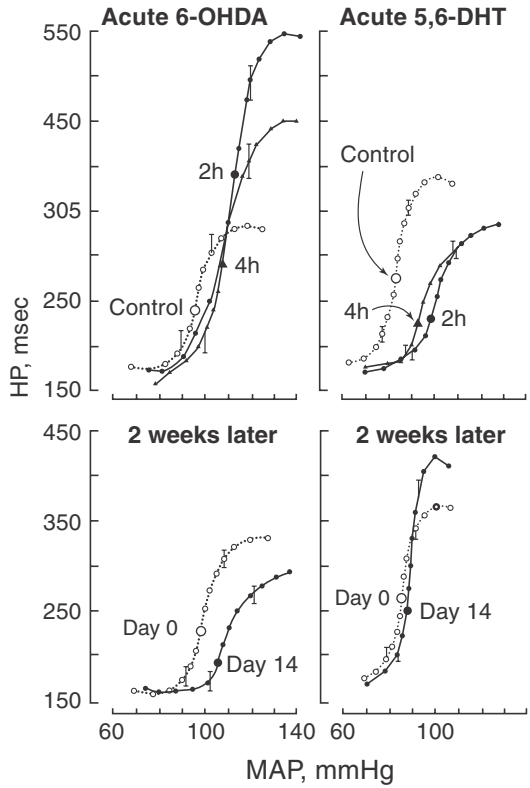 Acute 6-OHDA
Acute 5,6-DHT
550
450
305
250
150
HP, msec
2h
4h
Control
Control
4h
2h
2 weeks later
2 weeks later
450
350
250
150
Day 0
Day 14
Day 0
Day 14
60
100
140
60
100
MAP, mmHg